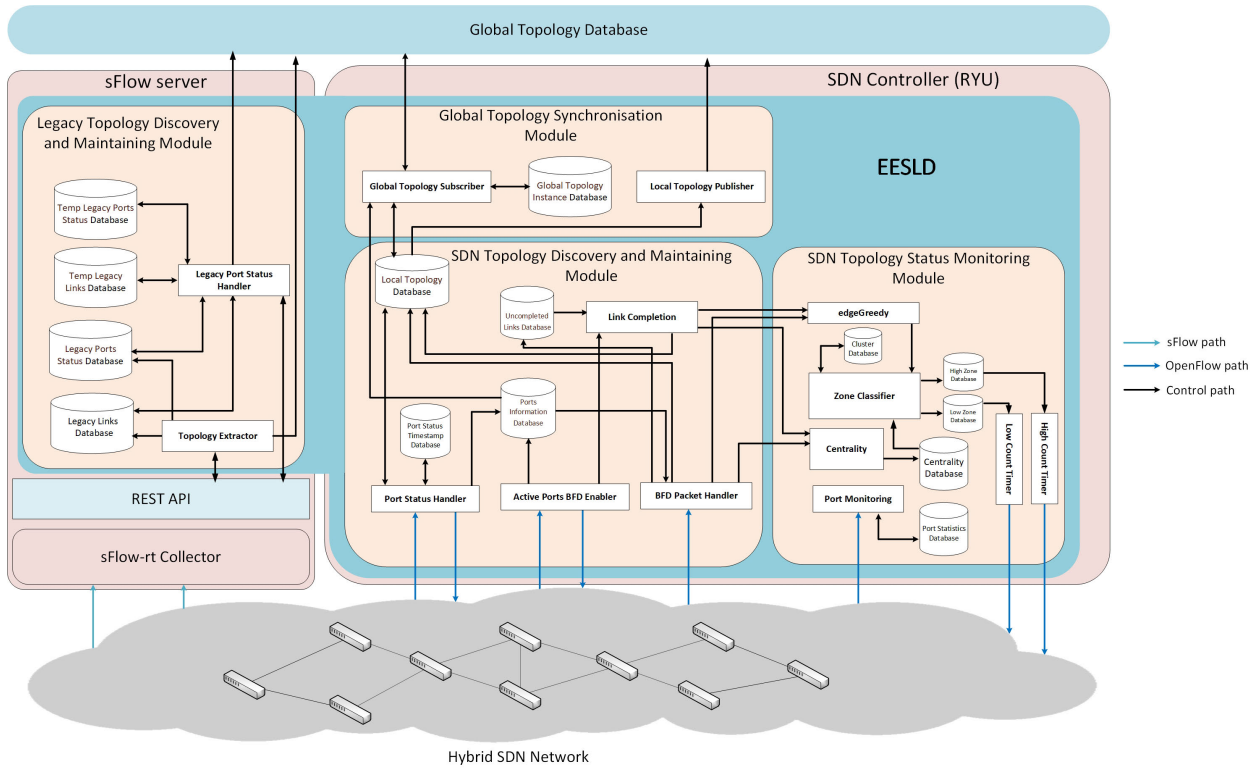 Global Topology Database
sFlow server
SDN Controller (RYU)
Legacy Topology Discovery
and Maintaining Module
Temp Legacy Ports
Status Database
Temp Legacy
Links Database
Legacy Port Status
Handler
Legacy Ports
Status Database
Legacy Links
Database
Topology Extractor
REST API
sFlow-rt Collector
Global Topology Synchronisation
Module
Global Topology Subscriber
Global Topology
Instance Database
Local Topology Publisher
EESLD
SDN Topology Discovery and Maintaining
Module
Local Topology
Database
Uncompleted
Links Database
Link Completion
Port Status
Timestamp
Database
Ports
Information
Database
Port Status Handler
Active Ports BFD Enabler
BFD Packet Handler
SDN Topology Status Monitoring
Module
edgeGreedy
Cluster
Database
Zone Classifier
High Zone
Database
Low Zone
Database
Centrality
Centrality
Database
Low Count Timer
High Count Timer
Port Monitoring
Port Statistics
Database
sFlow path
OpenFlow path
Control path
Hybrid SDN Network